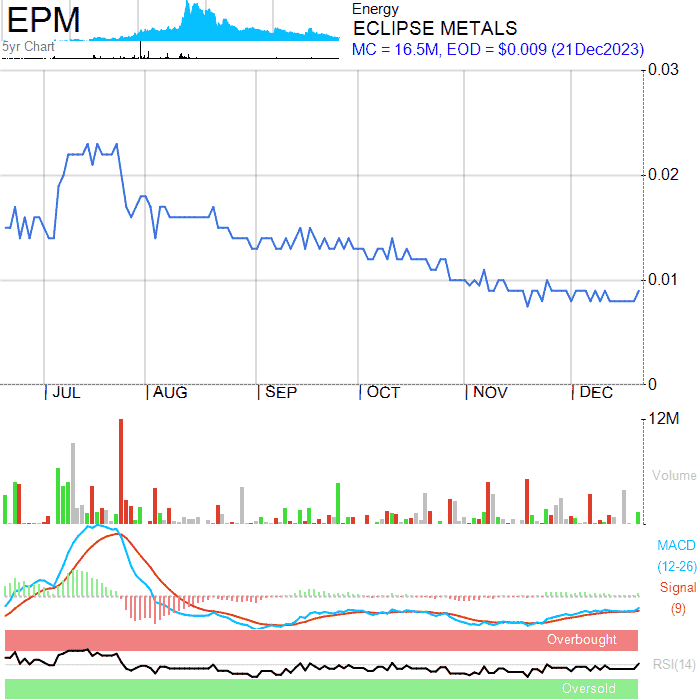 EPM
5yr Chart
Energy
ECLIPSE METALS
MC = 16.5M, EOD = $0.009 (21Dec2023)
0.03
0.02
0.01
0
JUL AUG SEP OCT NOV DEC
12M
Volume
MACD
(12-26)
Signal
(9)
Overbought
RSI(14)
Oversold